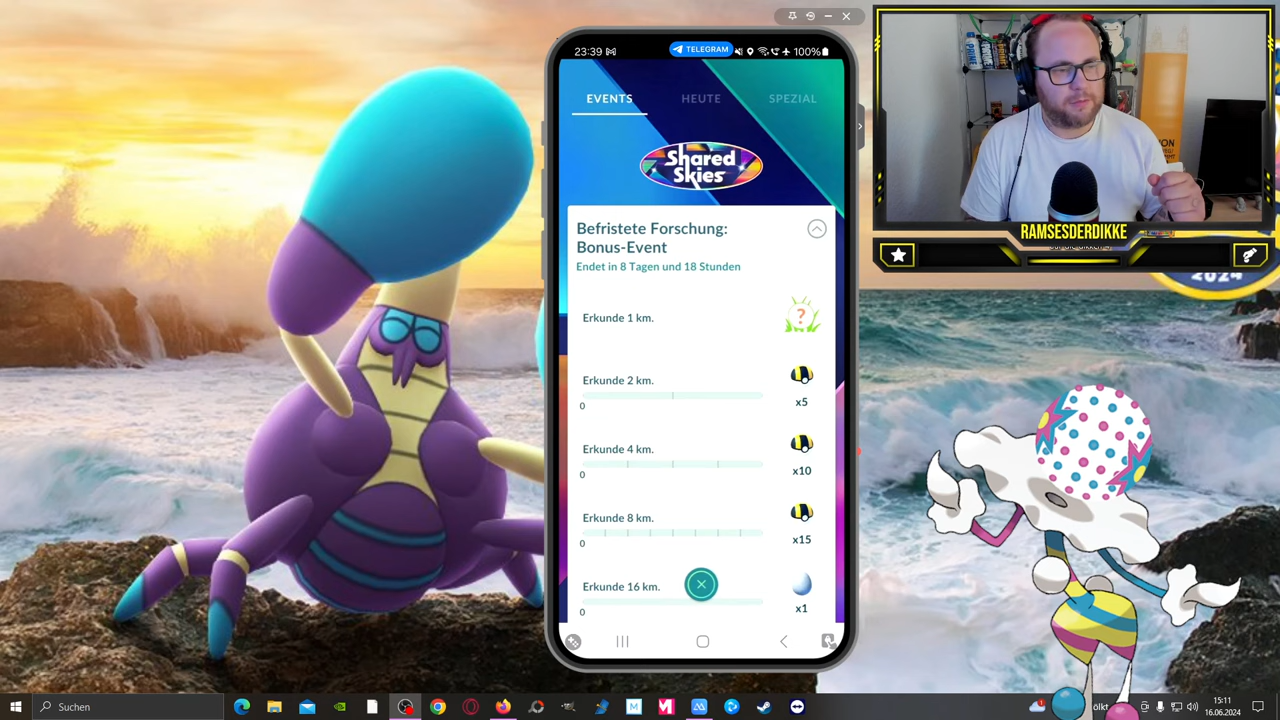 23:39
TELEGRAM
100%
EVENTS
HEUTE
SPEZIAL
Shared
Skies
Befristete Forschung:
Bonus-Event
Endet in 8 Tagen und 18 Stunden
Erkunde 1 km.
?
Erkunde 2 km.
0
x5
Erkunde 4 km.
0
x10
Erkunde 8 km.
0
x15
Erkunde 16 km.
0
x1
RAMSESDERDIKKE
2024
Suchen
15:11
16.06.2024